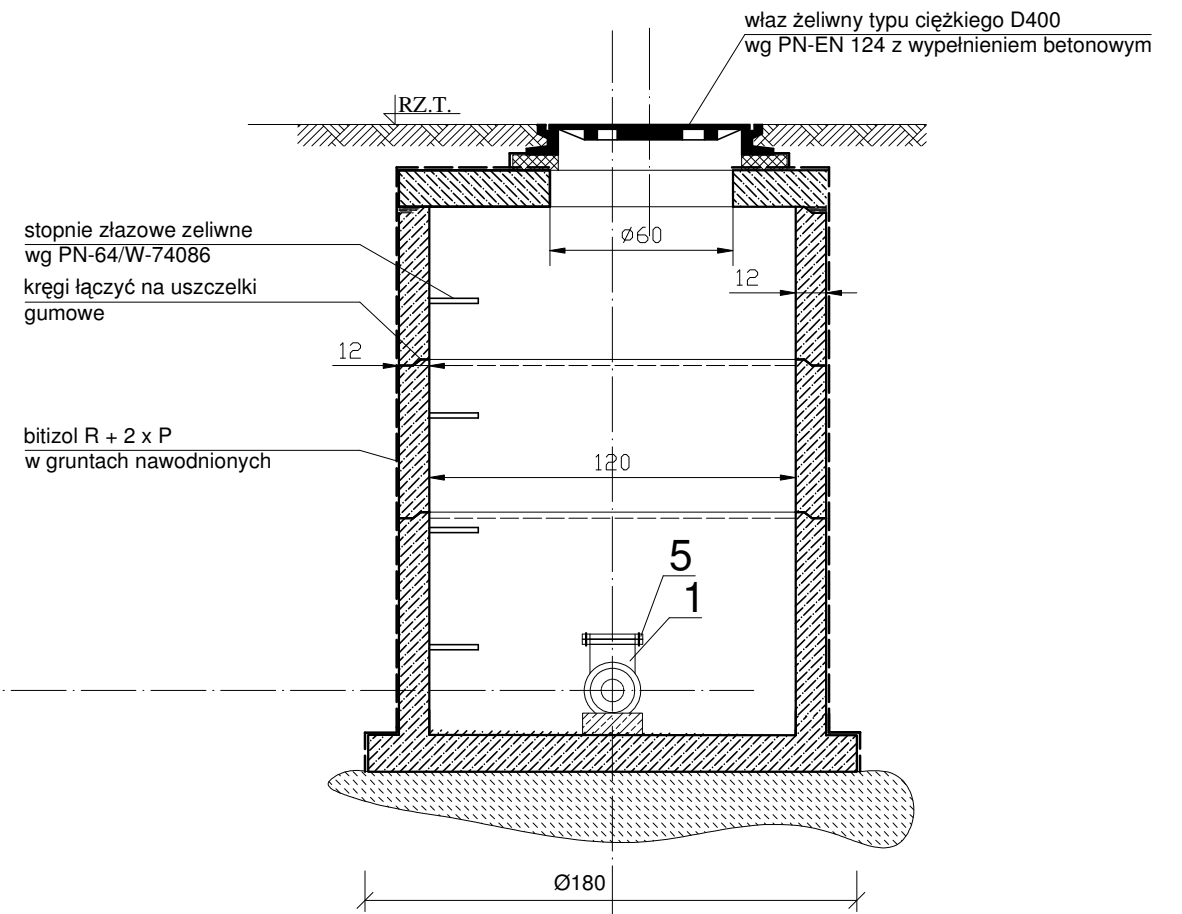 właz żeliwny typu ciężkiego D400
wg PN-EN 124 z wypełnieniem betonowym
RZ.T.
stopnie złazowe zeliwne
wg PN-64/W-74086
kręgi łączyć na uszczelki
gumowe
ø60
12
12
bitizol R + 2 x P
w gruntach nawodnionych
120
5
1
Ø180